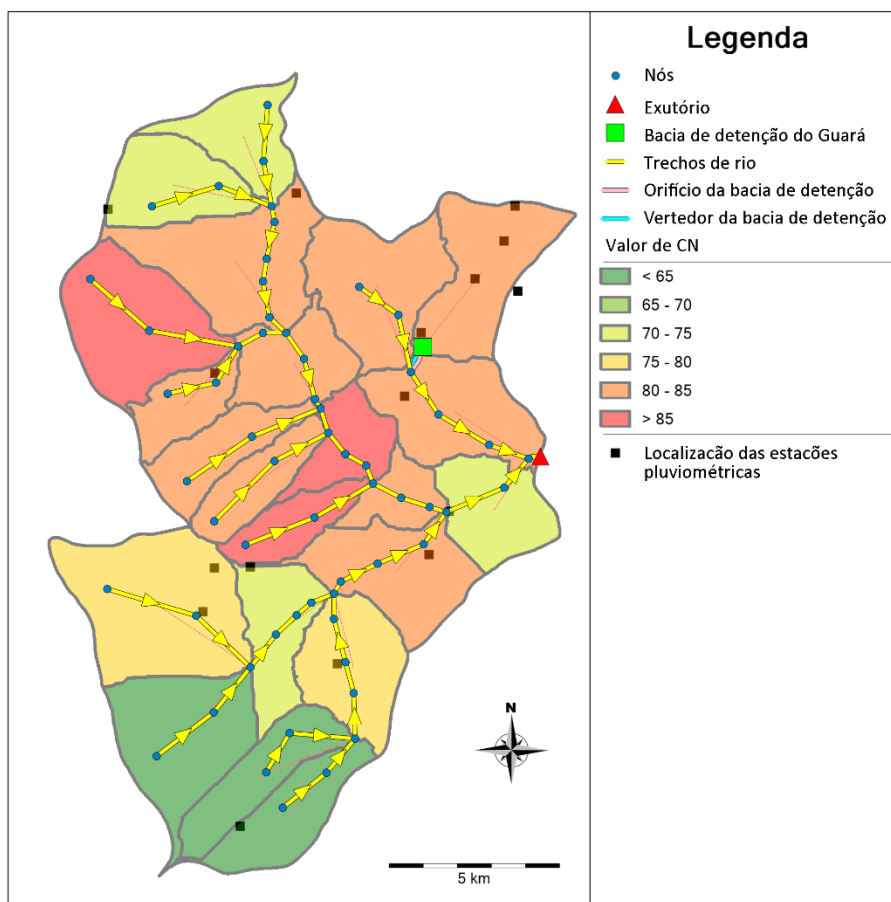 Legenda
Nós
Exutório
Bacia de detenção do Guará
Trechos de rio
Orifício da bacia de detenção
Vertedor da bacia de detenção
Valor de CN
< 65
65 - 70
70 - 75
75 - 80
80 - 85
> 85
Localizacão das estacões
pluviométricas
N
5 km